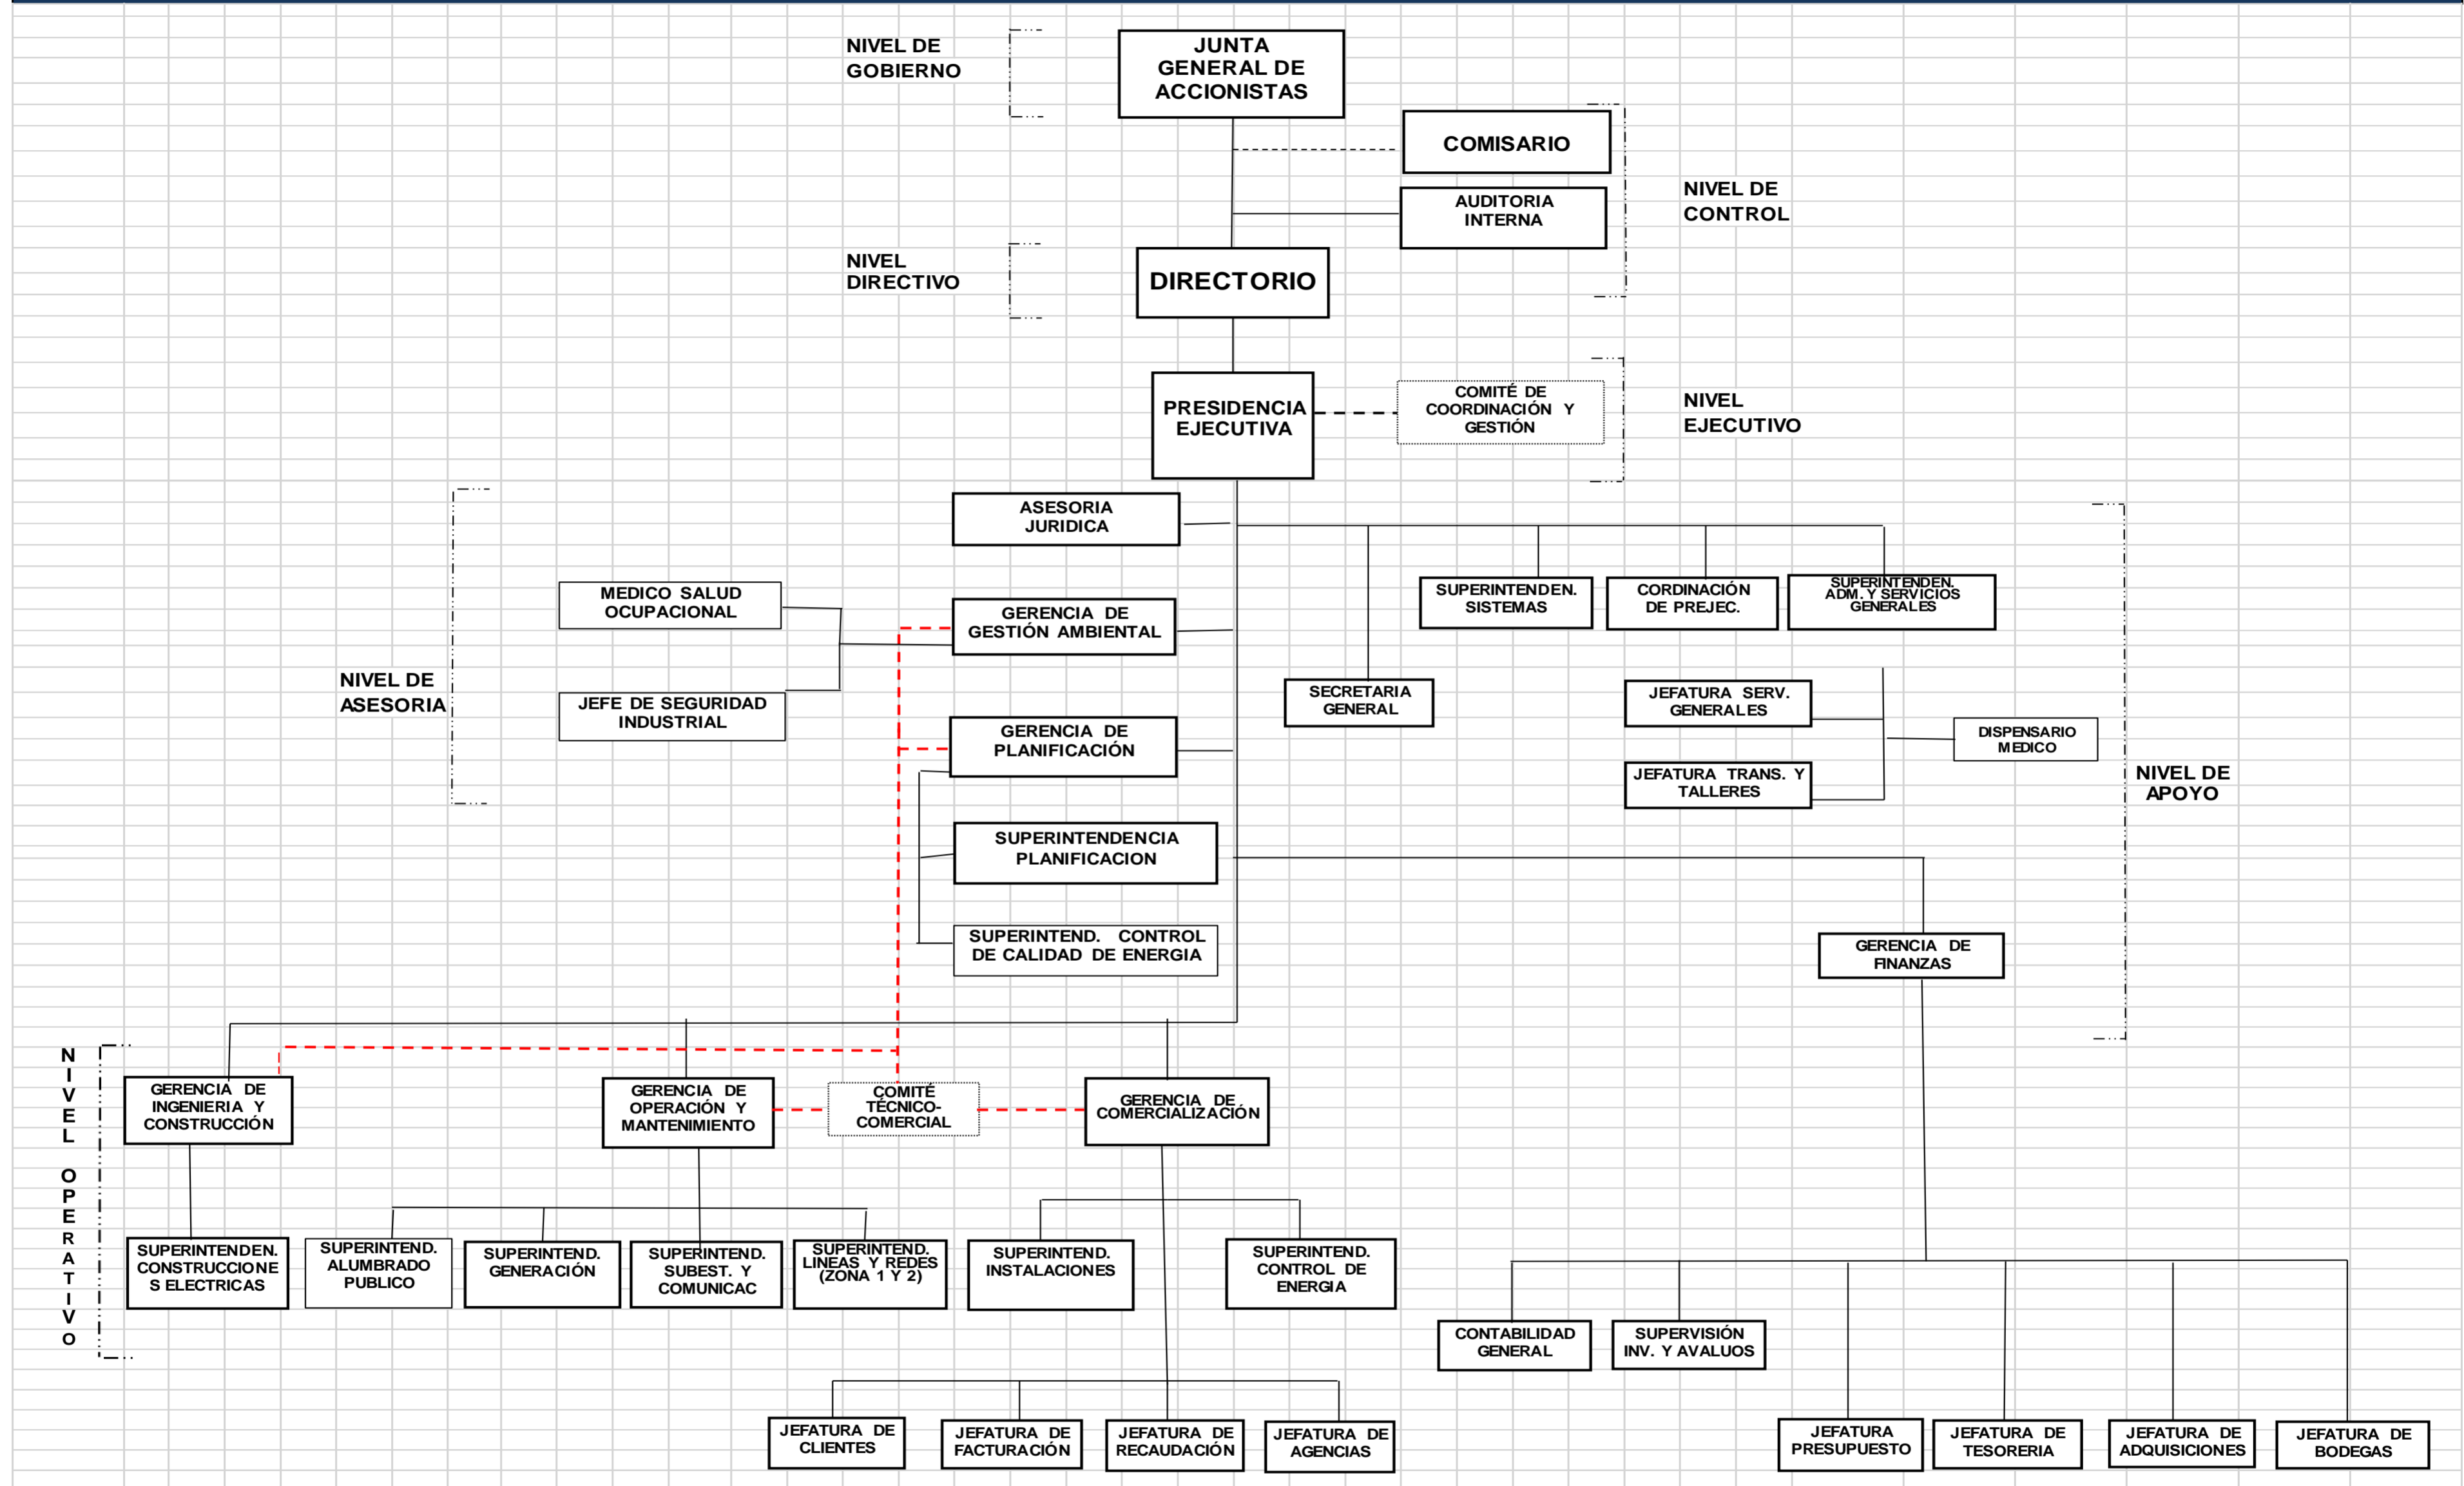 NIVEL DE
GOBIERNO
JUNTA
GENERAL DE
ACCIONISTAS
COMISARIO
AUDITORIA
INTERNA
NIVEL DE
CONTROL
NIVEL
DIRECTIVO
DIRECTORIO
PRESIDENCIA
EJECUTIVA
COMITÉ DE
COORDINACIÓN Y
GESTIÓN
NIVEL
EJECUTIVO
ASESORIA
JURIDICA
MEDICO SALUD
OCUPACIONAL
GERENCIA DE
GESTIÓN AMBIENTAL
SUPERINTENDEN.
SISTEMAS
CORDINACIÓN
DE PREJEC.
SUPERINTENDEN.
ADM. Y SERVICIOS
GENERALES
NIVEL DE
ASESORIA
JEFE DE SEGURIDAD
INDUSTRIAL
SECRETARIA
GENERAL
JEFATURA SERV.
GENERALES
GERENCIA DE
PLANIFICACIÓN
DISPENSARIO
MEDICO
JEFATURA TRANS. Y
TALLERES
NIVEL DE
APOYO
SUPERINTENDENCIA
PLANIFICACION
SUPERINTEND. CONTROL
DE CALIDAD DE ENERGIA
GERENCIA DE
FINANZAS
N
I
V
E
L
O
P
E
R
A
T
I
V
O
GERENCIA DE
INGENIERIA Y
CONSTRUCCIÓN
GERENCIA DE
OPERACIÓN Y
MANTENIMIENTO
COMITÉ
TÉCNICO-
COMERCIAL
GERENCIA DE
COMERCIALIZACIÓN
SUPERINTENDEN.
CONSTRUCCIONE
S ELECTRICAS
SUPERINTEND.
ALUMBRADO
PUBLICO
SUPERINTEND.
GENERACIÓN
SUPERINTEND.
SUBEST. Y
COMUNICAC
SUPERINTEND.
LINEAS Y REDES
(ZONA 1 Y 2)
SUPERINTEND.
INSTALACIONES
SUPERINTEND.
CONTROL DE
ENERGIA
CONTABILIDAD
GENERAL
SUPERVISIÓN
INV. Y AVALUOS
JEFATURA DE
CLIENTES
JEFATURA DE
FACTURACIÓN
JEFATURA DE
RECAUDACIÓN
JEFATURA DE
AGENCIAS
JEFATURA
PRESUPUESTO
JEFATURA DE
TESORERIA
JEFATURA DE
ADQUISICIONES
JEFATURA DE
BODEGAS